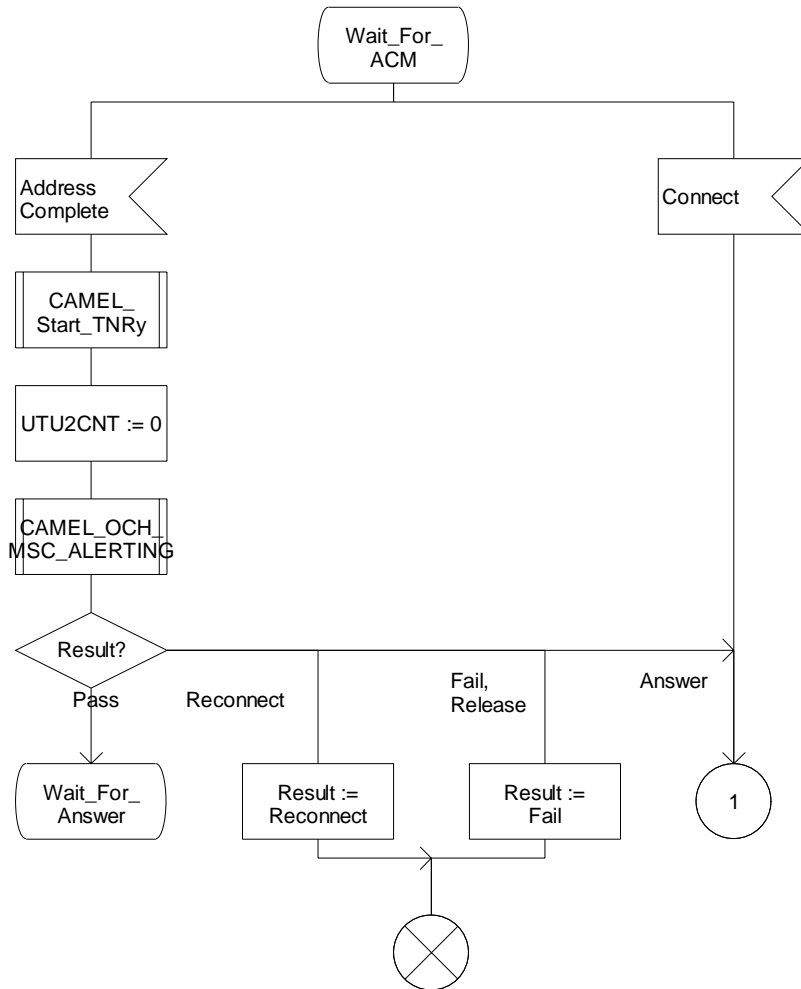 Wait_For_
ACM
Address
Complete
Connect
CAMEL_
Start_TNRy
UTU2CNT := 0
CAMEL_OCH_
MSC_ALERTING
Result?
Pass
Reconnect
Fail,
Release
Answer
Wait_For_
Answer
Result :=
Reconnect
Result :=
Fail
1